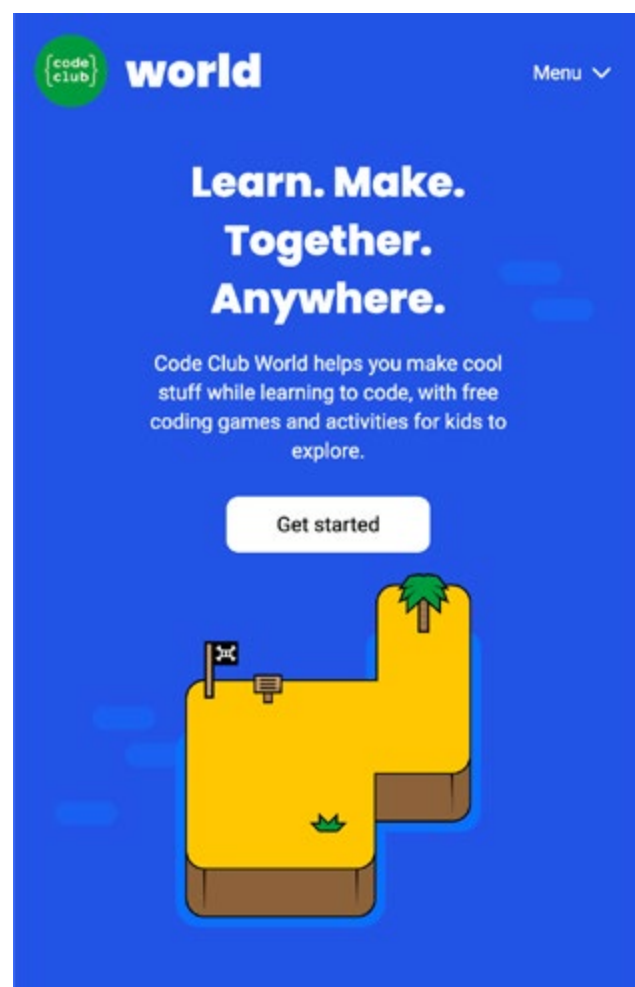 {code
club}
world
Menu
Learn. Make.
Together.
Anywhere.
Code Club World helps you make cool
stuff while learning to code, with free
coding games and activities for kids to
explore.
Get started